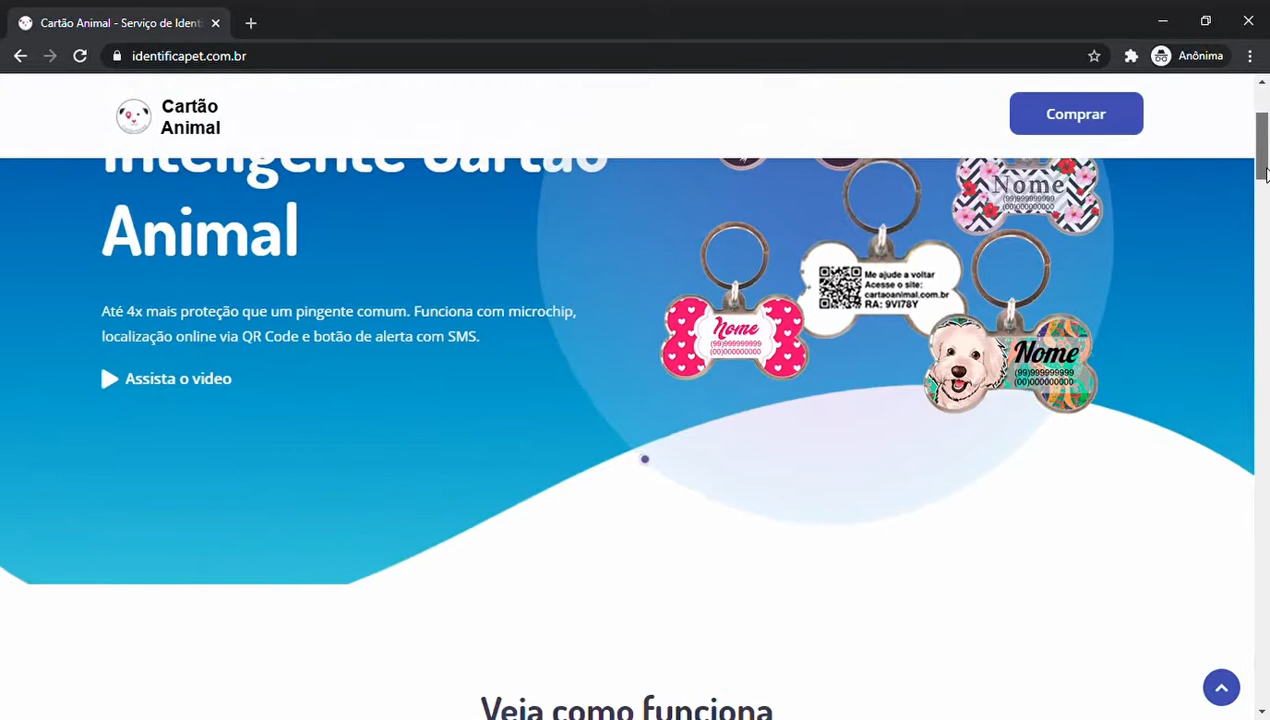 Cartão Animal - Serviço de Ident
identificapet.com.br
Anônima
Cartão
Animal
Comprar
Inteligente Cartão
Animal
Até 4x mais proteção que um pingente comum. Funciona com microchip,
localização online via QR Code e botão de alerta com SMS.
Assista o video
Nome
(99)999999999
(00)000000000
Me ajude a voltar
Acesse o site:
cartaoanimal.com.br
RA: 9VI78Y
Nome
(99)999999999
(00)000000000
Nome
(99)999999999
(00)000000000
Veja como funciona